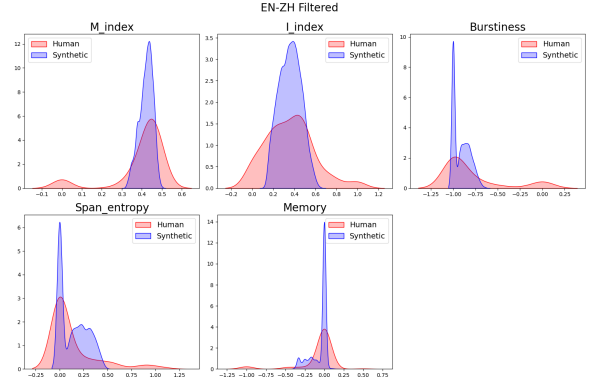 EN-ZH Filtered
M_index
I_index
Burstiness
Human
Synthetic
Human
Synthetic
Human
Synthetic
12
10
8
6
4
2
0
−0.1 0.0 0.1 0.2 0.3 0.4 0.5 0.6
3.5
3.0
2.5
2.0
1.5
1.0
0.5
0.0
−0.2 0.0 0.2 0.4 0.6 0.8 1.0 1.2
10
8
6
4
2
0
−1.25 −1.00 −0.75 −0.50 −0.25 0.00 0.25
Span_entropy
Memory
Human
Synthetic
Human
Synthetic
6
5
4
3
2
1
0
−0.25 0.00 0.25 0.50 0.75 1.00 1.25
14
12
10
8
6
4
2
0
−1.25 −1.00 −0.75 −0.50 −0.25 0.00 0.25 0.50 0.75